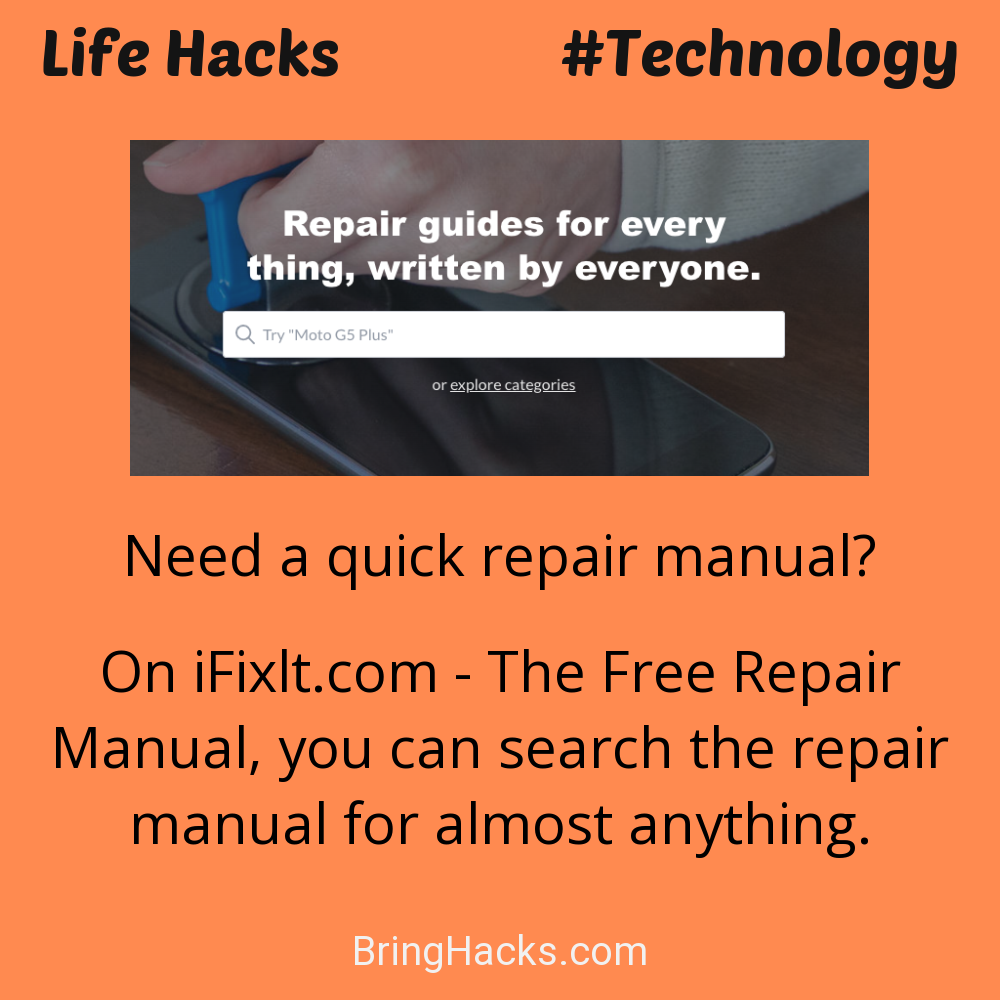 Life Hacks
#Technology
Repair guides for every
thing, written by everyone.
Try "Moto G5 Plus"
or explore categories
Need a quick repair manual?
On iFixIt.com - The Free Repair
Manual, you can search the repair
manual for almost anything.
BringHacks.com